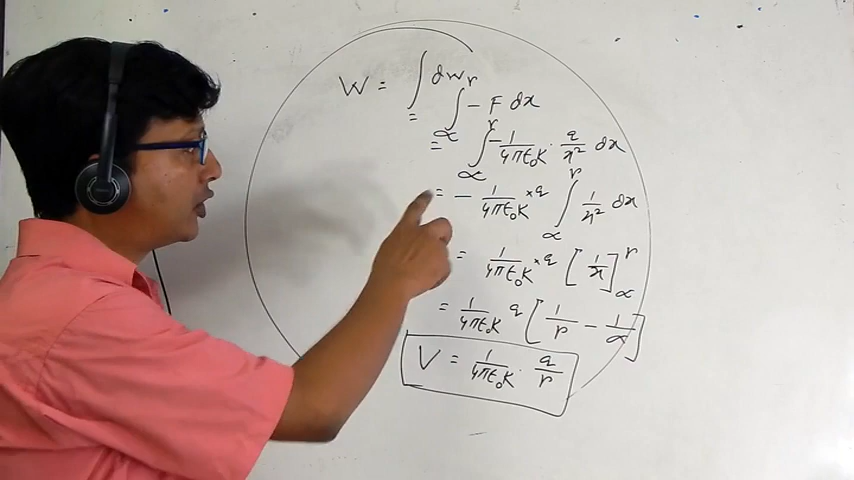 W = ∫ dw
= ∫_∝^r − F dx
= ∫_∝^r − 1/4πε₀K · q/x² dx
= − 1/4πε₀K × q ∫_∝^r 1/x² dx
= 1/4πε₀K × q [1/x]_∝^r
= 1/4πε₀K q [1/r − 1/∝]
V = 1/4πε₀K · q/r